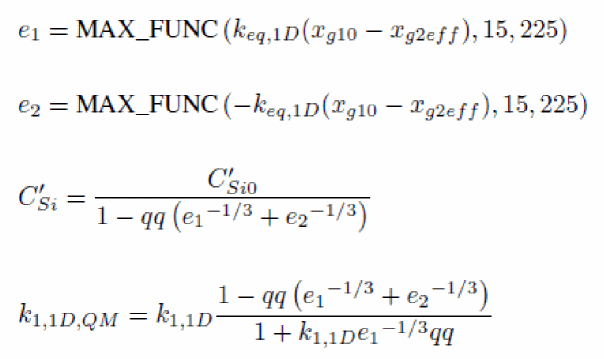 e_1 = MAX_FUNC (k_{eq,1D}(x_{g10} − x_{g2eff}), 15, 225)
e_2 = MAX_FUNC (−k_{eq,1D}(x_{g10} − x_{g2eff}), 15, 225)
C'_{Si} = \frac{C'_{Si0}}{1 − qq (e_1^{−1/3} + e_2^{−1/3})}
k_{1,1D,QM} = k_{1,1D} \frac{1 − qq (e_1^{−1/3} + e_2^{−1/3})}{1 + k_{1,1D} e_1^{−1/3} qq}